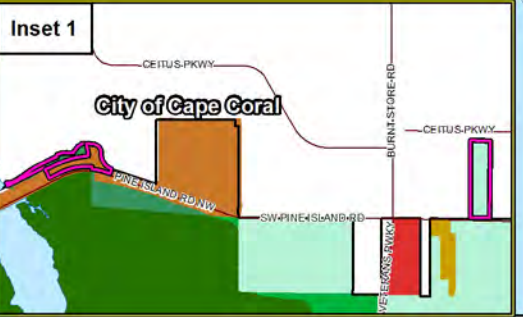 Inset 1
CEITUS PKWY
City of Cape Coral
BURNT STORE RD
CEITUS PKWY
PINE ISLAND RD NW
SW PINE ISLAND RD
VETERANS PWKY